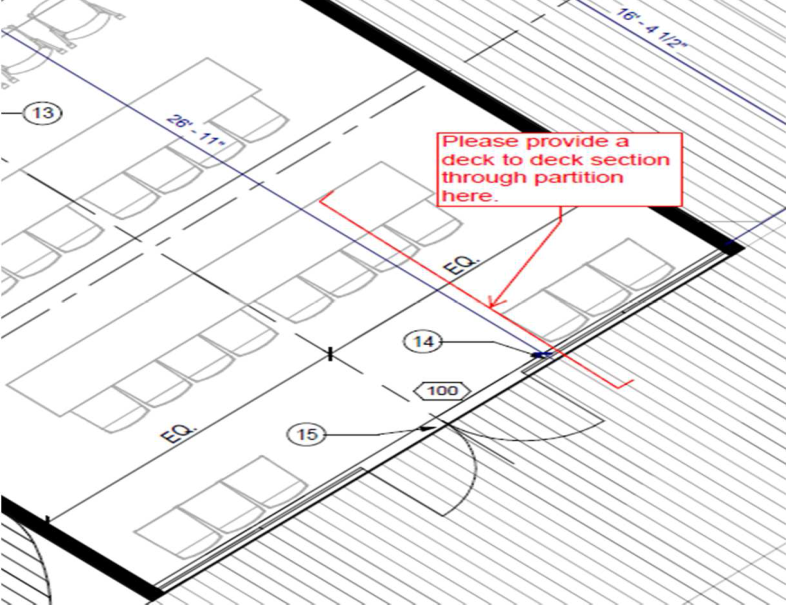 16' - 4 1/2"
13
26' - 11"
Please provide a
deck to deck section
through partition
here.
EQ.
14
100
15
EQ.